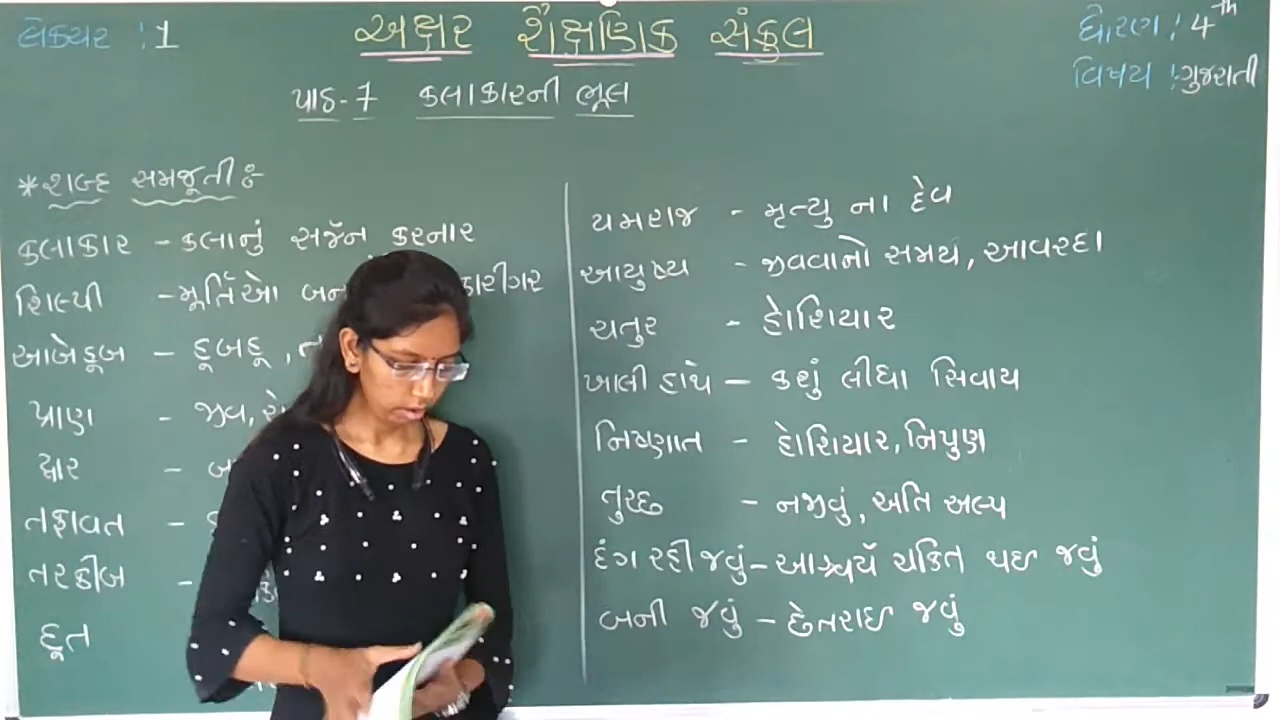 લેક્ચર : 1
અક્ષર શૈક્ષણિક સંકુલ
ધોરણ : 4th
વિષય : ગુજરાતી
પાઠ-7 કલાકારની ભૂલ
*શબ્દ સમજૂતી :-
કલાકાર - કલાનું સર્જન કરનાર
શિલ્પી - મૂર્તિઓ કારીગર
આબેહૂબ - હૂબહૂ,
પ્રાણ - જીવ,
દ્વાર -
તફાવત -
તરકીબ -
દૂત
યમરાજ - મૃત્યુ ના દેવ
આયુષ્ય - જીવવાનો સમય, આવરદા
ચતુર - હોશિયાર
ખાલી હાથે - કશું લીધા સિવાય
નિષ્ણાત - હોશિયાર, નિપુણ
તુચ્છ - નજીવું, અતિ અલ્પ
દંગ રહી જવું - આશ્ચર્ય ચકિત થઇ જવું
બની જવું - છેતરાઇ જવું